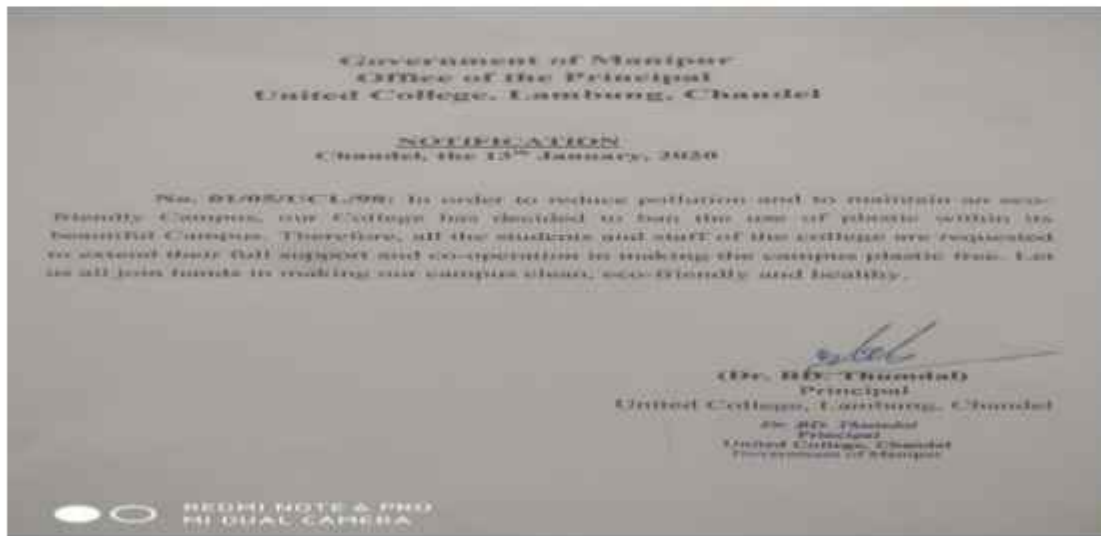 Government of Manipur
Office of the Principal
United College, Lambung, Chandel
NOTIFICATION
Chandel, the 13th January, 2020
No. 01/05/UCL/98: In order to reduce pollution and to maintain an eco-
friendly Campus, our College has decided to ban the use of plastic within its
beautiful Campus. Therefore, all the students and staff of the college are requested
to extend their full support and co-operation in making the campus plastic free. Let
us all join hands in making our campus clean, eco-friendly and healthy.
(Dr. BD. Thumdal)
Principal
United College, Lambung, Chandel
Dr. BD. Thumdal
Principal
United College, Chandel
Government of Manipur
REDMI NOTE 6 PRO
MI DUAL CAMERA